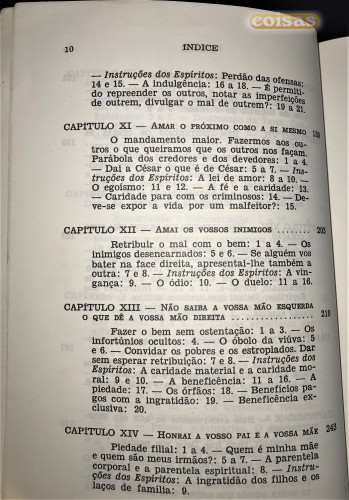 coisas
10 INDICE
— Instruções dos Espíritos: Perdão das ofensas:
14 e 15. — A indulgência: 16 a 18. — É permiti-
do repreender os outros, notar as imperfeições
de outrem, divulgar o mal de outrem?: 19 a 21.
CAPÍTULO XI — AMAR O PRÓXIMO COMO A SI MESMO
O mandamento maior. Fazermos aos ou-
tros o que queiramos que os outros nos façam.
Parábola dos credores e dos devedores: 1 a 4.
— Dai a César o que é de César: 5 a 7. — Ins-
truções dos Espíritos: A lei de amor: 8 a 10. —
O egoísmo: 11 e 12. — A fé e a caridade: 13.
— Caridade para com os criminosos: 14. — De-
ve-se expor a vida por um malfeitor?: 15.
CAPÍTULO XII — AMAI OS VOSSOS INIMIGOS ........ 203
Retribuir o mal com o bem: 1 a 4. — Os
inimigos desencarnados: 5 e 6. — Se alguém vos
bater na face direita, apresentai-lhe também a
outra: 7 e 8. — Instruções dos Espíritos: A vin-
gança: 9. — O ódio: 10. — O duelo: 11 a 16.
CAPÍTULO XIII — NÃO SAIBA A VOSSA MÃO ESQUERDA
O QUE DÊ A VOSSA MÃO DIREITA .................. 219
Fazer o bem sem ostentação: 1 a 3. — Os
infortúnios ocultos: 4. — O óbolo da viúva: 5
e 6. — Convidar os pobres e os estropiados. Dar
sem esperar retribuição: 7 e 8. — Instruções dos
Espíritos: A caridade material e a caridade mo-
ral: 9 e 10. — A beneficência: 11 a 16. — A
piedade: 17. — Os órfãos: 18. — Benefícios pa-
gos com a ingratidão: 19. — Beneficência ex-
clusiva: 20.
CAPÍTULO XIV — HONRAI A VOSSO PAI E A VOSSA MÃE 243
Piedade filial: 1 a 4. — Quem é minha mãe
e quem são meus irmãos?: 5 a 7. — A parentela
corporal e a parentela espiritual: 8. — Instru-
ções dos Espíritos: A ingratidão dos filhos e os
laços de família: 9.